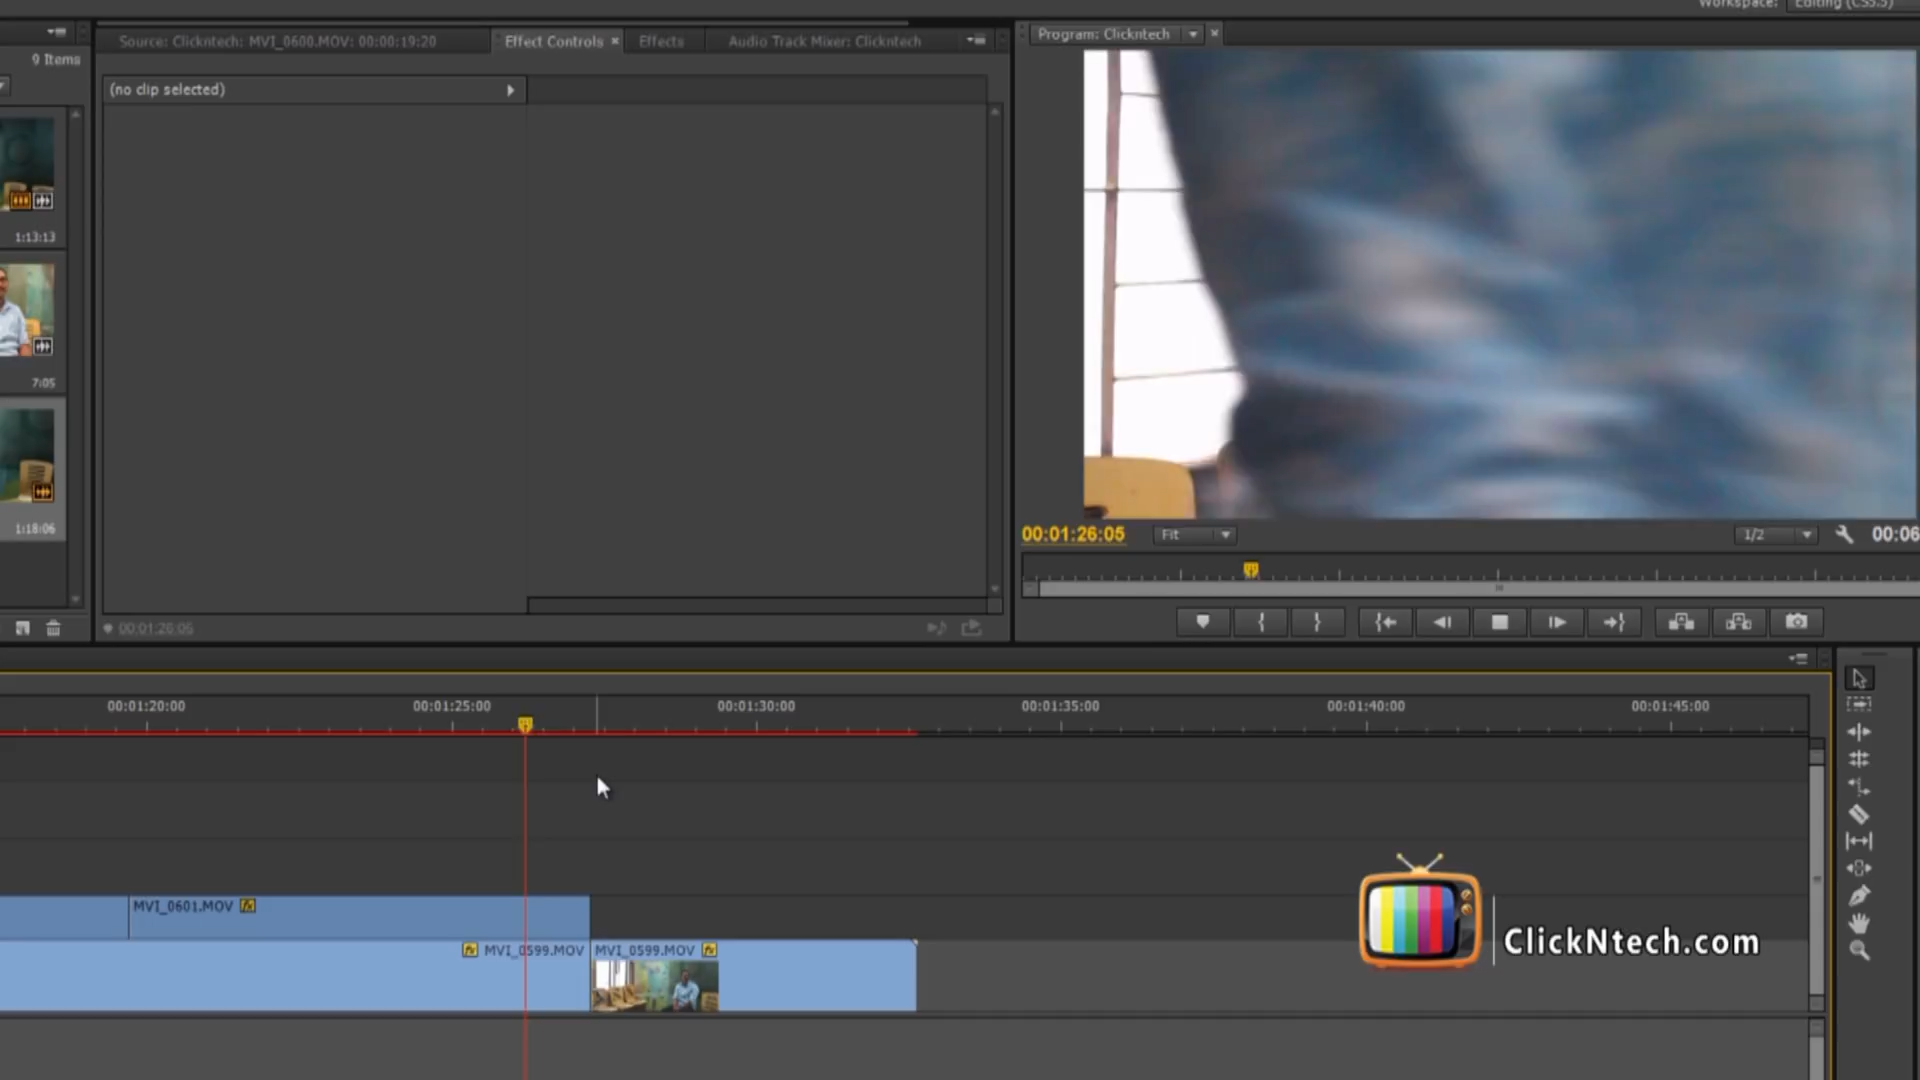 Workspace: Editing (CS5.5)
Source: Clickntech: MVI_0600.MOV: 00:00:19:20
Effect Controls
Effects
Audio Track Mixer: Clickntech
Program: Clickntech
9 Items
(no clip selected)
1:13:13
7:05
1:18:06
00:01:26:05
Fit
1/2
00:06
00:01:26:05
00:01:20:00
00:01:25:00
00:01:30:00
00:01:35:00
00:01:40:00
00:01:45:00
MVI_0601.MOV fx
fx MVI_0599.MOV
MVI_0599.MOV fx
ClickNtech.com